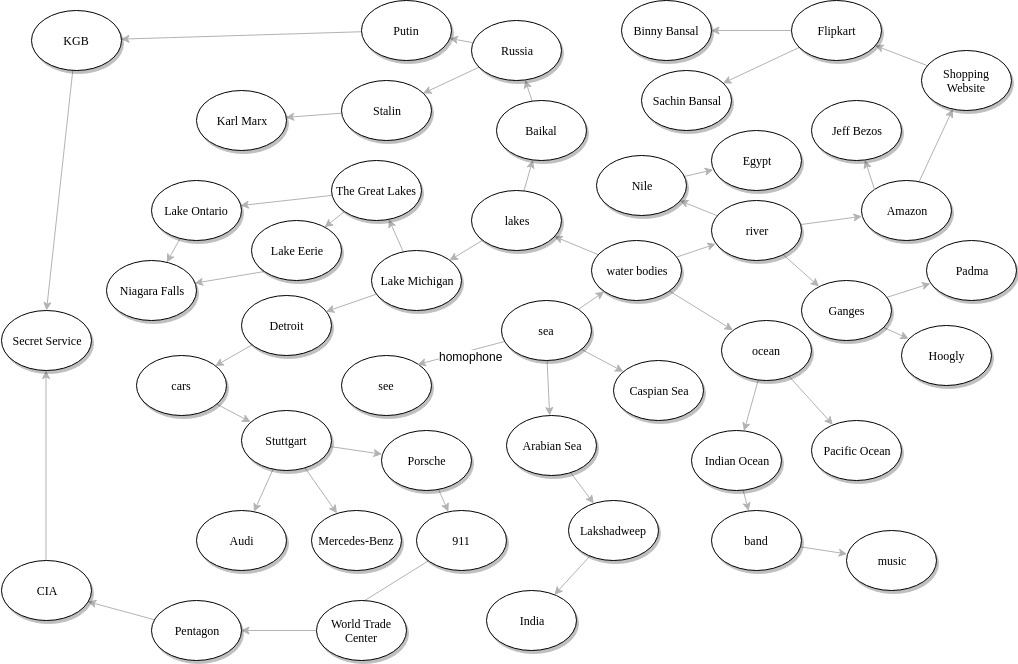 KGB
Putin
Russia
Binny Bansal
Flipkart
Shopping
Website
Sachin Bansal
Stalin
Karl Marx
Baikal
Jeff Bezos
Egypt
Nile
The Great Lakes
Lake Ontario
lakes
river
Amazon
Lake Eerie
Lake Michigan
water bodies
Padma
Niagara Falls
Ganges
Detroit
sea
Secret Service
homophone
ocean
Hoogly
cars
see
Caspian Sea
Stuttgart
Arabian Sea
Porsche
Indian Ocean
Pacific Ocean
Audi
Mercedes-Benz
911
Lakshadweep
band
music
CIA
Pentagon
World Trade
Center
India